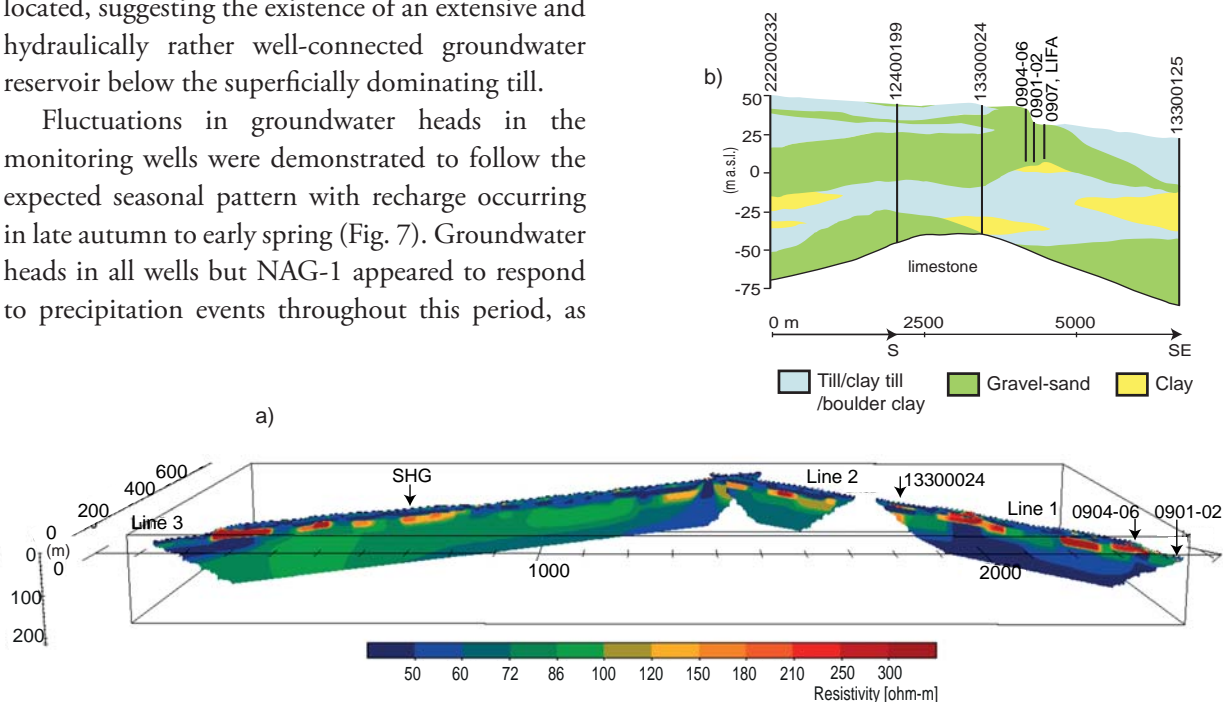 located, suggesting the existence of an extensive and
hydraulically rather well-connected groundwater
reservoir below the superficially dominating till.
Fluctuations in groundwater heads in the
monitoring wells were demonstrated to follow the
expected seasonal pattern with recharge occurring
in late autumn to early spring (Fig. 7). Groundwater
heads in all wells but NAG-1 appeared to respond
to precipitation events throughout this period, as
b)
22200232
12400199
13300024
0904-06
0901-02
0907, LIFA
13300125
50
25
0
-25
-50
-75
(m a.s.l.)
limestone
0 m 2500 5000
S SE
Till/clay till
/boulder clay
Gravel-sand
Clay
a)
600
400
200
0
Line 3
SHG
Line 2
13300024
Line 1
0904-06
0901-02
0 (m)
0
100
200
1000
2000
50 60 72 86 100 120 150 180 210 250 300
Resistivity [ohm-m]